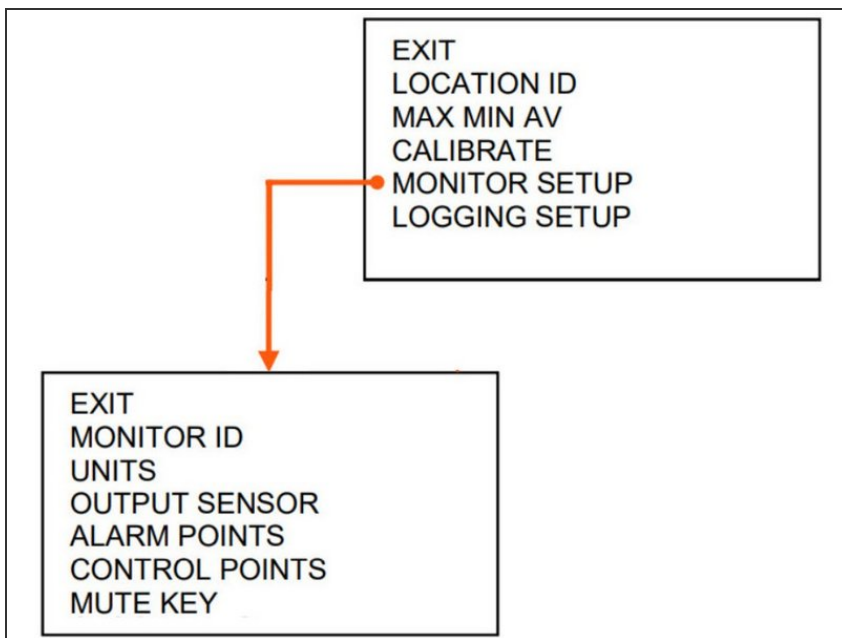 EXIT
LOCATION ID
MAX MIN AV
CALIBRATE
MONITOR SETUP
LOGGING SETUP
EXIT
MONITOR ID
UNITS
OUTPUT SENSOR
ALARM POINTS
CONTROL POINTS
MUTE KEY